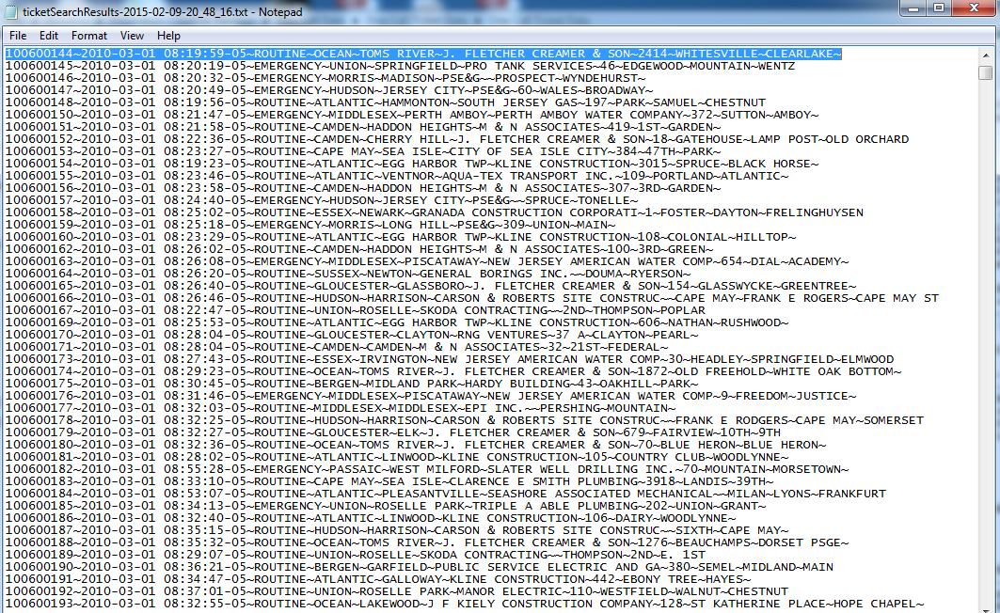 ticketSearchResults-2015-02-09-20_48_16.txt - Notepad
File Edit Format View Help
100600144~2010-03-01 08:19:59-05~ROUTINE~OCEAN~TOMS RIVER~J. FLETCHER CREAMER & SON~2414~WHITESVILLE~CLEARLAKE~
100600145~2010-03-01 08:20:19-05~EMERGENCY~UNION~SPRINGFIELD~PRO TANK SERVICES~46~EDGEWOOD~MOUNTAIN~WENTZ
100600146~2010-03-01 08:20:32-05~EMERGENCY~MORRIS~MADISON~PSE&G~~PROSPECT~WYNDEHURST~
100600147~2010-03-01 08:20:49-05~EMERGENCY~HUDSON~JERSEY CITY~PSE&G~60~WALES~BROADWAY~
100600148~2010-03-01 08:19:56-05~ROUTINE~ATLANTIC~HAMMONTON~SOUTH JERSEY GAS~197~PARK~SAMUEL~CHESTNUT
100600150~2010-03-01 08:21:47-05~EMERGENCY~MIDDLESEX~PERTH AMBOY~PERTH AMBOY WATER COMPANY~372~SUTTON~AMBOY~
100600151~2010-03-01 08:21:58-05~ROUTINE~CAMDEN~HADDON HEIGHTS~M & N ASSOCIATES~419~1ST~GARDEN~
100600152~2010-03-01 08:22:36-05~ROUTINE~CAMDEN~CHERRY HILL~J. FLETCHER CREAMER & SON~18~GATEHOUSE~LAMP POST~OLD ORCHARD
100600153~2010-03-01 08:23:27-05~ROUTINE~CAPE MAY~SEA ISLE~CITY OF SEA ISLE CITY~384~47TH~PARK~
100600154~2010-03-01 08:19:23-05~ROUTINE~ATLANTIC~EGG HARBOR TWP~KLINE CONSTRUCTION~3015~SPRUCE~BLACK HORSE~
100600155~2010-03-01 08:23:46-05~ROUTINE~ATLANTIC~VENTNOR~AQUA-TEX TRANSPORT INC.~109~PORTLAND~ATLANTIC~
100600156~2010-03-01 08:23:58-05~ROUTINE~CAMDEN~HADDON HEIGHTS~M & N ASSOCIATES~307~3RD~GARDEN~
100600157~2010-03-01 08:24:40-05~EMERGENCY~HUDSON~JERSEY CITY~PSE&G~~SPRUCE~TONELLE~
100600158~2010-03-01 08:25:02-05~ROUTINE~ESSEX~NEWARK~GRANADA CONSTRUCTION CORPORATI~1~FOSTER~DAYTON~FRELINGHUYSEN
100600159~2010-03-01 08:25:18-05~EMERGENCY~MORRIS~LONG HILL~PSE&G~309~UNION~MAIN~
100600160~2010-03-01 08:23:29-05~ROUTINE~ATLANTIC~EGG HARBOR TWP~KLINE CONSTRUCTION~108~COLONIAL~HILLTOP~
100600162~2010-03-01 08:26:02-05~ROUTINE~CAMDEN~HADDON HEIGHTS~M & N ASSOCIATES~100~3RD~GREEN~
100600163~2010-03-01 08:26:08-05~EMERGENCY~MIDDLESEX~PISCATAWAY~NEW JERSEY AMERICAN WATER COMP~654~DIAL~ACADEMY~
100600164~2010-03-01 08:26:20-05~ROUTINE~SUSSEX~NEWTON~GENERAL BORINGS INC.~~DOUMA~RYERSON~
100600165~2010-03-01 08:26:40-05~ROUTINE~GLOUCESTER~GLASSBORO~J. FLETCHER CREAMER & SON~154~GLASSWYCKE~GREENTREE~
100600166~2010-03-01 08:26:46-05~ROUTINE~HUDSON~HARRISON~CARSON & ROBERTS SITE CONSTRUC~~CAPE MAY~FRANK E ROGERS~CAPE MAY ST
100600167~2010-03-01 08:22:47-05~ROUTINE~UNION~ROSELLE~SKODA CONTRACTING~~2ND~THOMPSON~POPLAR
100600169~2010-03-01 08:25:53-05~ROUTINE~ATLANTIC~EGG HARBOR TWP~KLINE CONSTRUCTION~606~NATHAN~RUSHWOOD~
100600170~2010-03-01 08:28:04-05~ROUTINE~GLOUCESTER~CLAYTON~RNG VENTURES~37 A~CLAYTON~PEARL~
100600171~2010-03-01 08:28:04-05~ROUTINE~CAMDEN~CAMDEN~M & N ASSOCIATES~32~21ST~FEDERAL~
100600173~2010-03-01 08:27:43-05~ROUTINE~ESSEX~IRVINGTON~NEW JERSEY AMERICAN WATER COMP~30~HEADLEY~SPRINGFIELD~ELMWOOD
100600174~2010-03-01 08:29:23-05~ROUTINE~OCEAN~TOMS RIVER~J. FLETCHER CREAMER & SON~1872~OLD FREEHOLD~WHITE OAK BOTTOM~
100600175~2010-03-01 08:30:45-05~ROUTINE~BERGEN~MIDLAND PARK~HARDY BUILDING~43~OAKHILL~PARK~
100600176~2010-03-01 08:31:46-05~EMERGENCY~MIDDLESEX~PISCATAWAY~NEW JERSEY AMERICAN WATER COMP~9~FREEDOM~JUSTICE~
100600177~2010-03-01 08:32:03-05~ROUTINE~MIDDLESEX~MIDDLESEX~EPI INC.~~PERSHING~MOUNTAIN~
100600178~2010-03-01 08:32:25-05~ROUTINE~HUDSON~HARRISON~CARSON & ROBERTS SITE CONSTRUC~~FRANK E RODGERS~CAPE MAY~SOMERSET
100600179~2010-03-01 08:32:27-05~ROUTINE~GLOUCESTER~ELK~J. FLETCHER CREAMER & SON~679~FAIRVIEW~10TH~9TH
100600180~2010-03-01 08:32:36-05~ROUTINE~OCEAN~TOMS RIVER~J. FLETCHER CREAMER & SON~70~BLUE HERON~BLUE HERON~
100600181~2010-03-01 08:28:02-05~ROUTINE~ATLANTIC~LINWOOD~KLINE CONSTRUCTION~105~COUNTRY CLUB~WOODLYNNE~
100600182~2010-03-01 08:55:28-05~EMERGENCY~PASSAIC~WEST MILFORD~SLATER WELL DRILLING INC.~70~MOUNTAIN~MORSETOWN~
100600183~2010-03-01 08:33:10-05~ROUTINE~CAPE MAY~SEA ISLE~CLARENCE E SMITH PLUMBING~3918~LANDIS~39TH~
100600184~2010-03-01 08:53:07-05~ROUTINE~ATLANTIC~PLEASANTVILLE~SEASHORE ASSOCIATED MECHANICAL~~MILAN~LYONS~FRANKFURT
100600185~2010-03-01 08:34:13-05~EMERGENCY~UNION~ROSELLE PARK~TRIPLE A ABLE PLUMBING~202~UNION~GRANT~
100600186~2010-03-01 08:32:40-05~ROUTINE~ATLANTIC~LINWOOD~KLINE CONSTRUCTION~106~DAIRY~WOODLYNNE~
100600187~2010-03-01 08:35:15-05~ROUTINE~HUDSON~HARRISON~CARSON & ROBERTS SITE CONSTRUC~~SIXTH~CAPE MAY~
100600188~2010-03-01 08:35:32-05~ROUTINE~OCEAN~TOMS RIVER~J. FLETCHER CREAMER & SON~1276~BEAUCHAMPS~DORSET PSGE~
100600189~2010-03-01 08:29:07-05~ROUTINE~UNION~ROSELLE~SKODA CONTRACTING~~THOMPSON~2ND~E. 1ST
100600190~2010-03-01 08:36:21-05~ROUTINE~BERGEN~GARFIELD~PUBLIC SERVICE ELECTRIC AND GA~380~SEMEL~MIDLAND~MAIN
100600191~2010-03-01 08:34:47-05~ROUTINE~ATLANTIC~GALLOWAY~KLINE CONSTRUCTION~442~EBONY TREE~HAYES~
100600192~2010-03-01 08:37:01-05~ROUTINE~UNION~ROSELLE PARK~MANOR ELECTRIC~110~WESTFIELD~WALNUT~CHESTNUT
100600193~2010-03-01 08:32:55-05~ROUTINE~OCEAN~LAKEWOOD~J F KIELY CONSTRUCTION COMPANY~128~ST KATHERINE PLACE~HOPE CHAPEL~